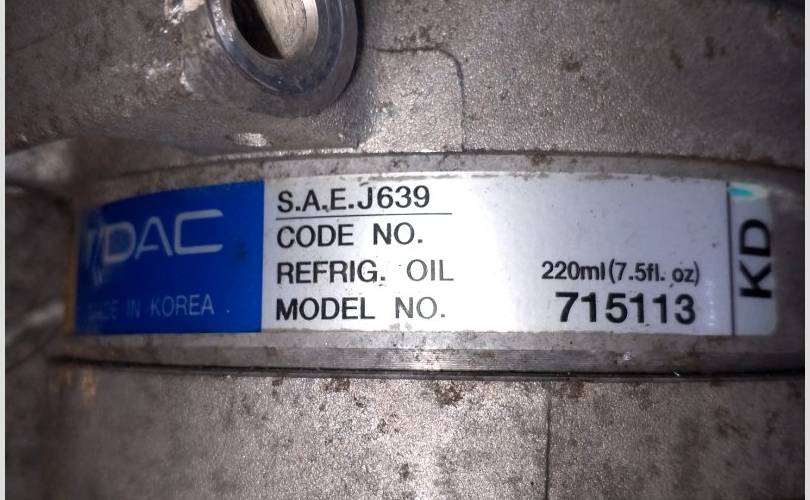 DAC
MADE IN KOREA
S.A.E.J639
CODE NO.
REFRIG. OIL 220ml(7.5fl. oz)
MODEL NO. 715113
KD